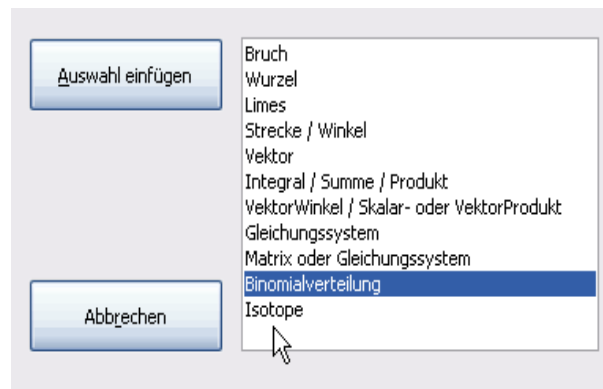 Auswahl einfügen
Bruch
Wurzel
Limes
Strecke / Winkel
Vektor
Integral / Summe / Produkt
VektorWinkel / Skalar- oder VektorProdukt
Gleichungssystem
Matrix oder Gleichungssystem
Binomialverteilung
Isotope
Abbrechen